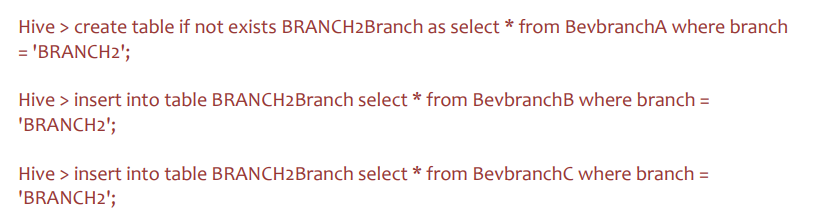 Hive > create table if not exists BRANCH2Branch as select * from BevbranchA where branch
= 'BRANCH2';
Hive > insert into table BRANCH2Branch select * from BevbranchB where branch =
'BRANCH2';
Hive > insert into table BRANCH2Branch select * from BevbranchC where branch =
'BRANCH2';